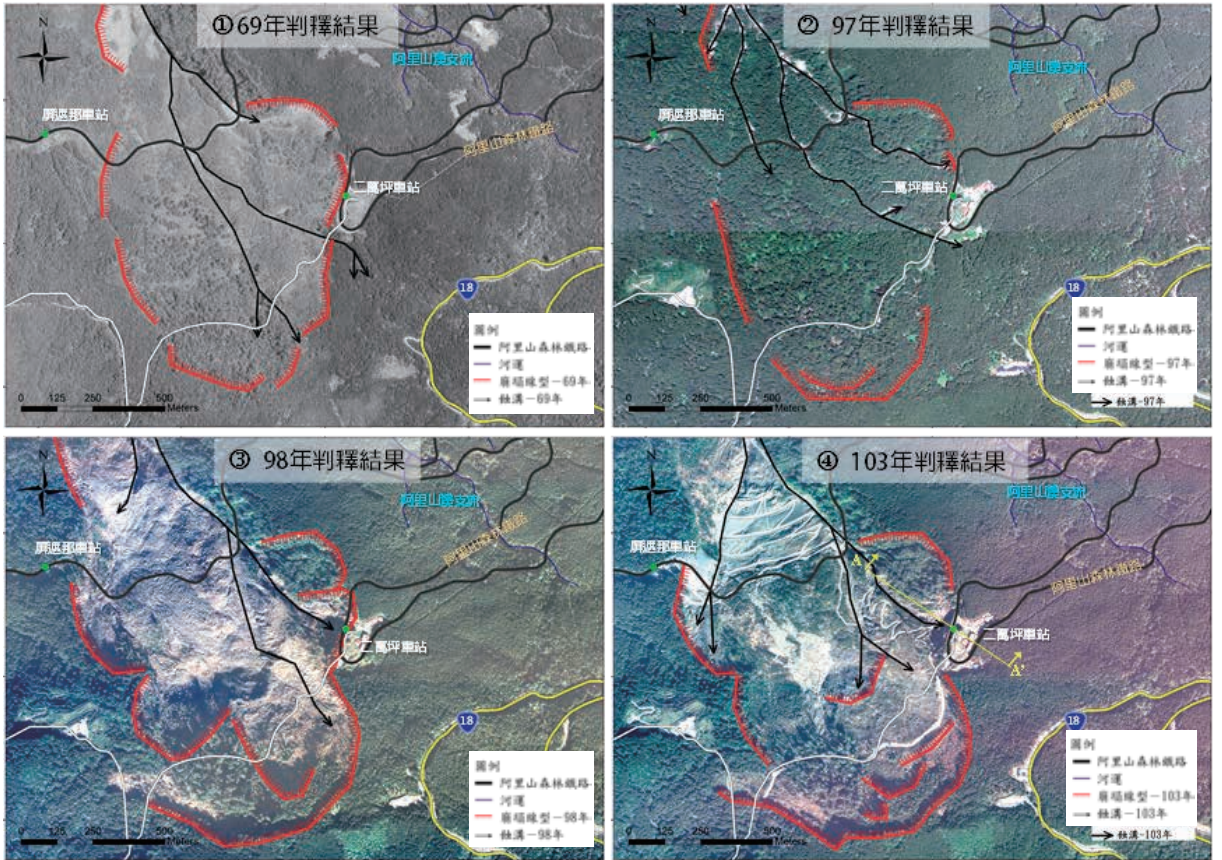 ①69年判釋結果
N
阿里山溪支流
屏遮那車站
阿里山森林鐵路
二萬坪車站
18
圖例
阿里山森林鐵路
河運
崩塌線型-69年
蝕溝-69年
0 125 250 500
Meters
② 97年判釋結果
N
阿里山溪支流
屏遮那車站
阿里山森林鐵路
二萬坪車站
18
圖例
阿里山森林鐵路
河運
崩塌線型-97年
蝕溝-97年
蝕溝-97年
0 125 250 500
Meters
③ 98年判釋結果
N
阿里山溪支流
屏遮那車站
阿里山森林鐵路
二萬坪車站
18
圖例
阿里山森林鐵路
河運
崩塌線型-98年
蝕溝-98年
0 125 250 500
Meters
④ 103年判釋結果
N
阿里山溪支流
屏遮那車站
A
阿里山森林鐵路
二萬坪車站
A'
18
圖例
阿里山森林鐵路
河運
崩塌線型-103年
蝕溝-103年
蝕溝-103年
0 125 250 500
Meters